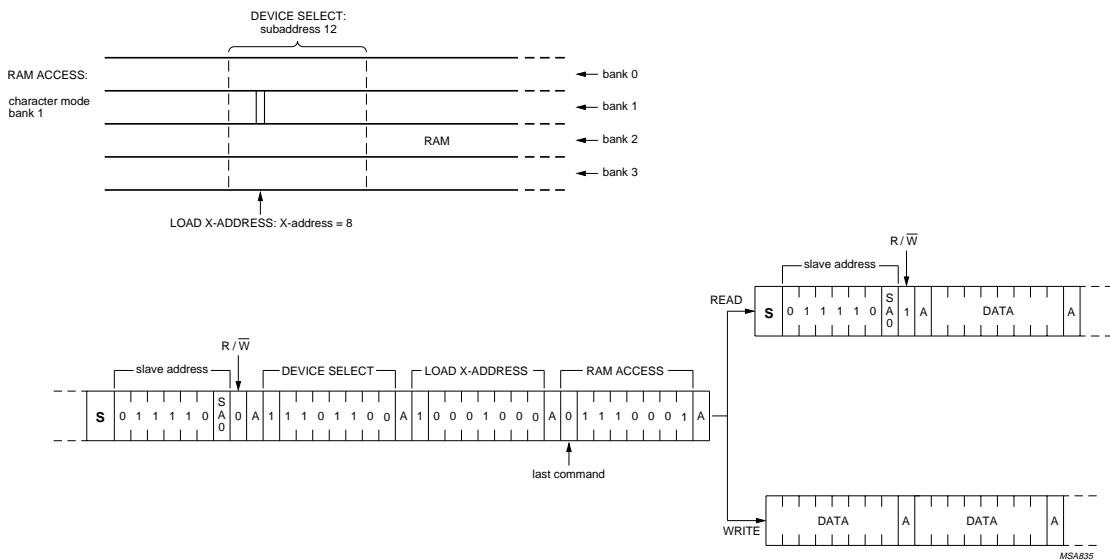 DEVICE SELECT:
subaddress 12
RAM ACCESS:
bank 0
character mode
bank 1
bank 1
RAM
bank 2
bank 3
LOAD X-ADDRESS: X-address = 8
R / W
slave address
READ
S
0 1 1 1 1 0
S
A
0
1 A
DATA
A
R / W
slave address
DEVICE SELECT
LOAD X-ADDRESS
RAM ACCESS
S
0 1 1 1 1 0
S
A
0
0 A 1 1 1 0 1 1 0 0 A 1 0 0 0 1 0 0 0 A 0 1 1 1 0 0 0 1 A
last command
WRITE
DATA
A
DATA
A
MSA835